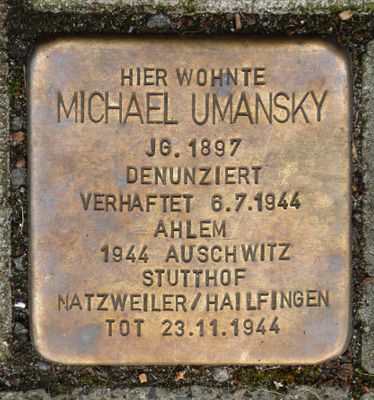 HIER WOHNTE
MICHAEL UMANSKY
JG. 1897
DENUNZIERT
VERHAFTET 6.7.1944
AHLEM
1944 AUSCHWITZ
STUTTHOF
NATZWEILER/HAILFINGEN
TOT 23.11.1944